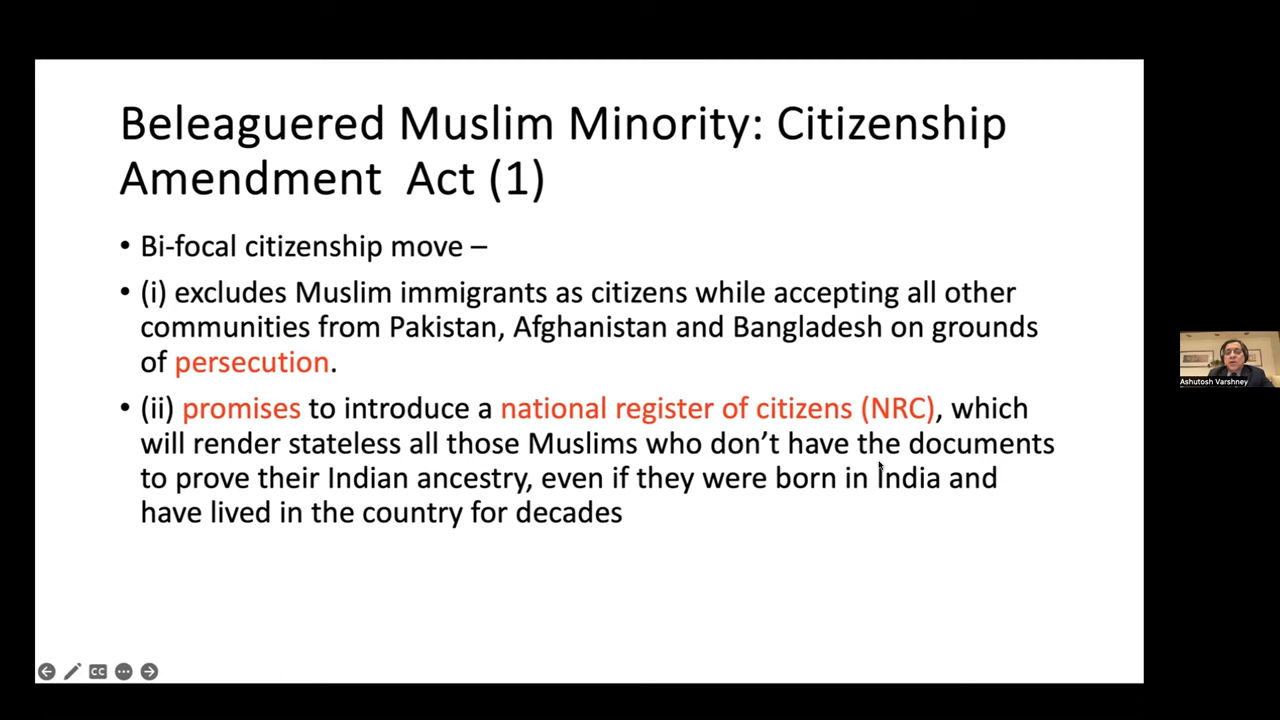 Beleaguered Muslim Minority: Citizenship
Amendment Act (1)
• Bi-focal citizenship move –
• (i) excludes Muslim immigrants as citizens while accepting all other
communities from Pakistan, Afghanistan and Bangladesh on grounds
of persecution.
• (ii) promises to introduce a national register of citizens (NRC), which
will render stateless all those Muslims who don’t have the documents
to prove their Indian ancestry, even if they were born in India and
have lived in the country for decades
CC
Ashutosh Varshney